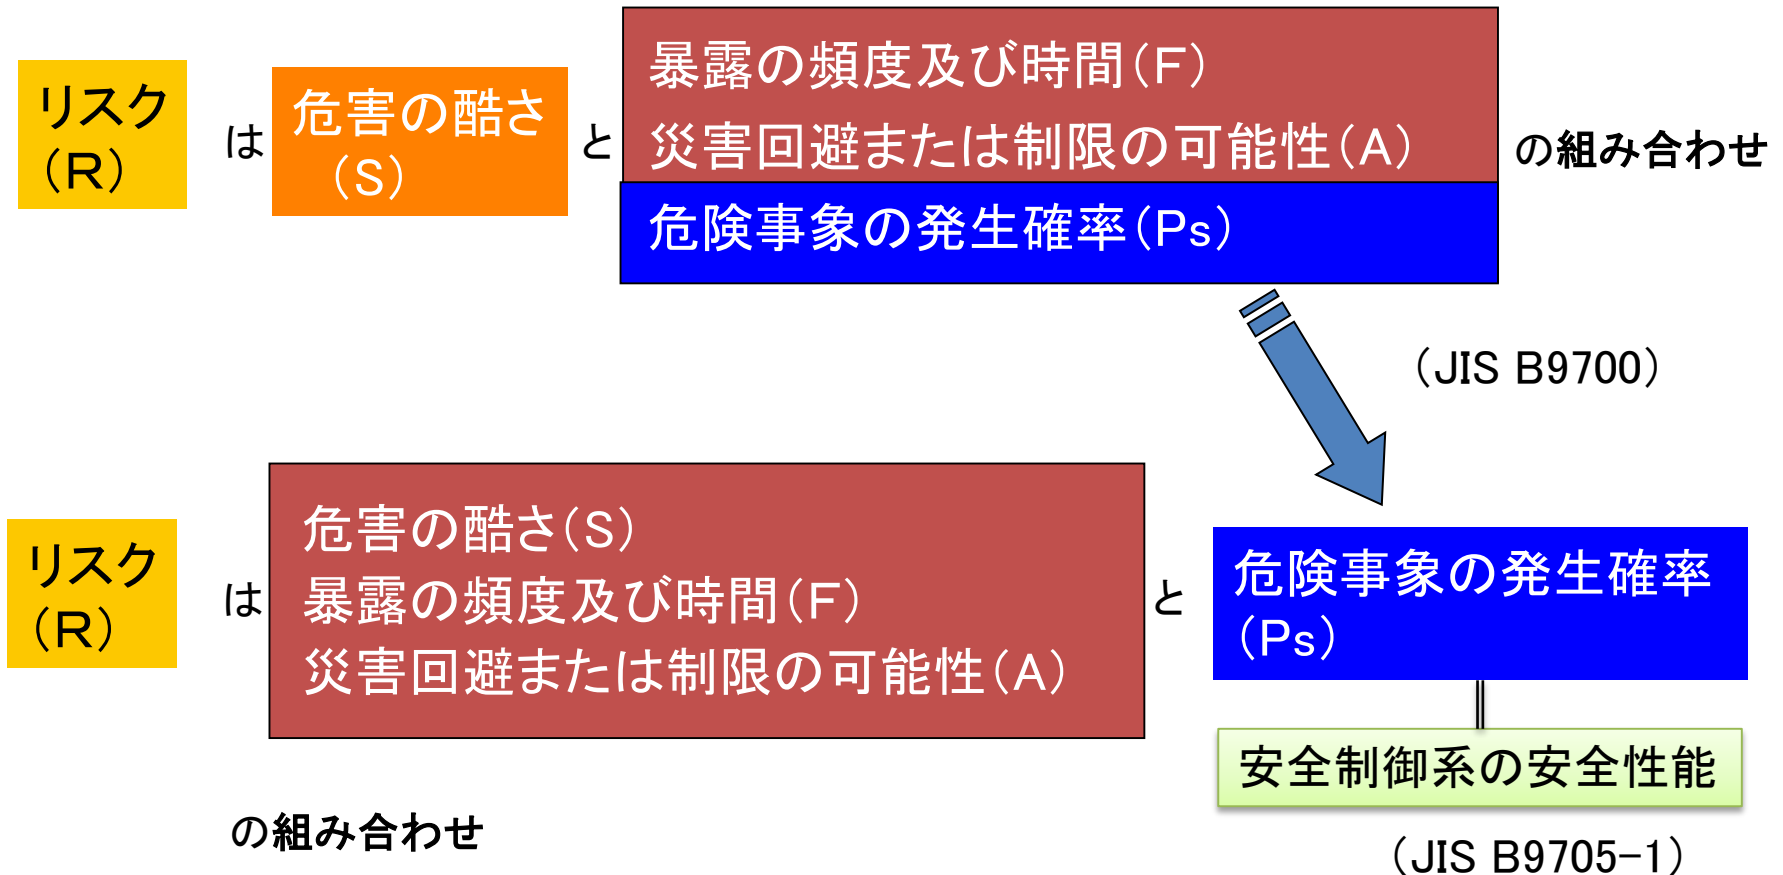 リスク
（Ｒ）
は
危害の酷さ
（S）
と
暴露の頻度及び時間（Ｆ）
災害回避または制限の可能性（A）
危険事象の発生確率（Ps）
の組み合わせ
（JIS B9700）
リスク
（Ｒ）
は
危害の酷さ（S）
暴露の頻度及び時間（Ｆ）
災害回避または制限の可能性（A）
と
危険事象の発生確率
（Ps）
安全制御系の安全性能
の組み合わせ
（JIS B9705-1）